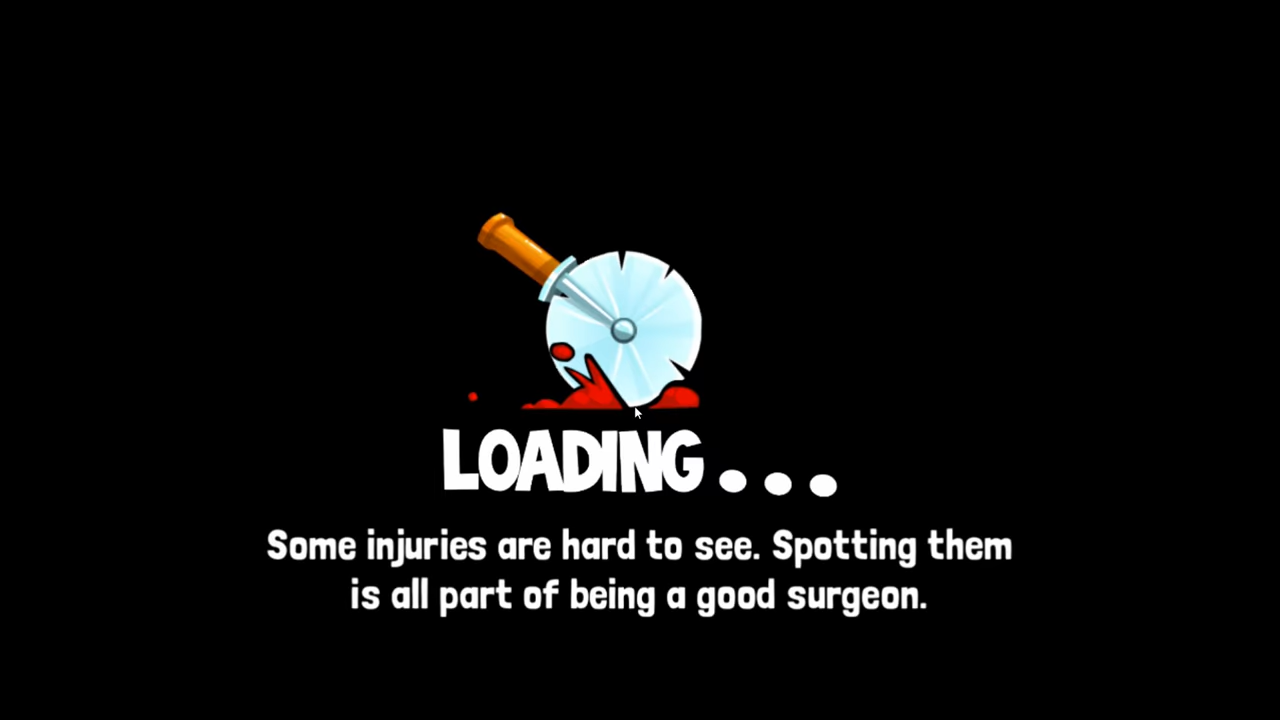 LOADING...
Some injuries are hard to see. Spotting them
is all part of being a good surgeon.